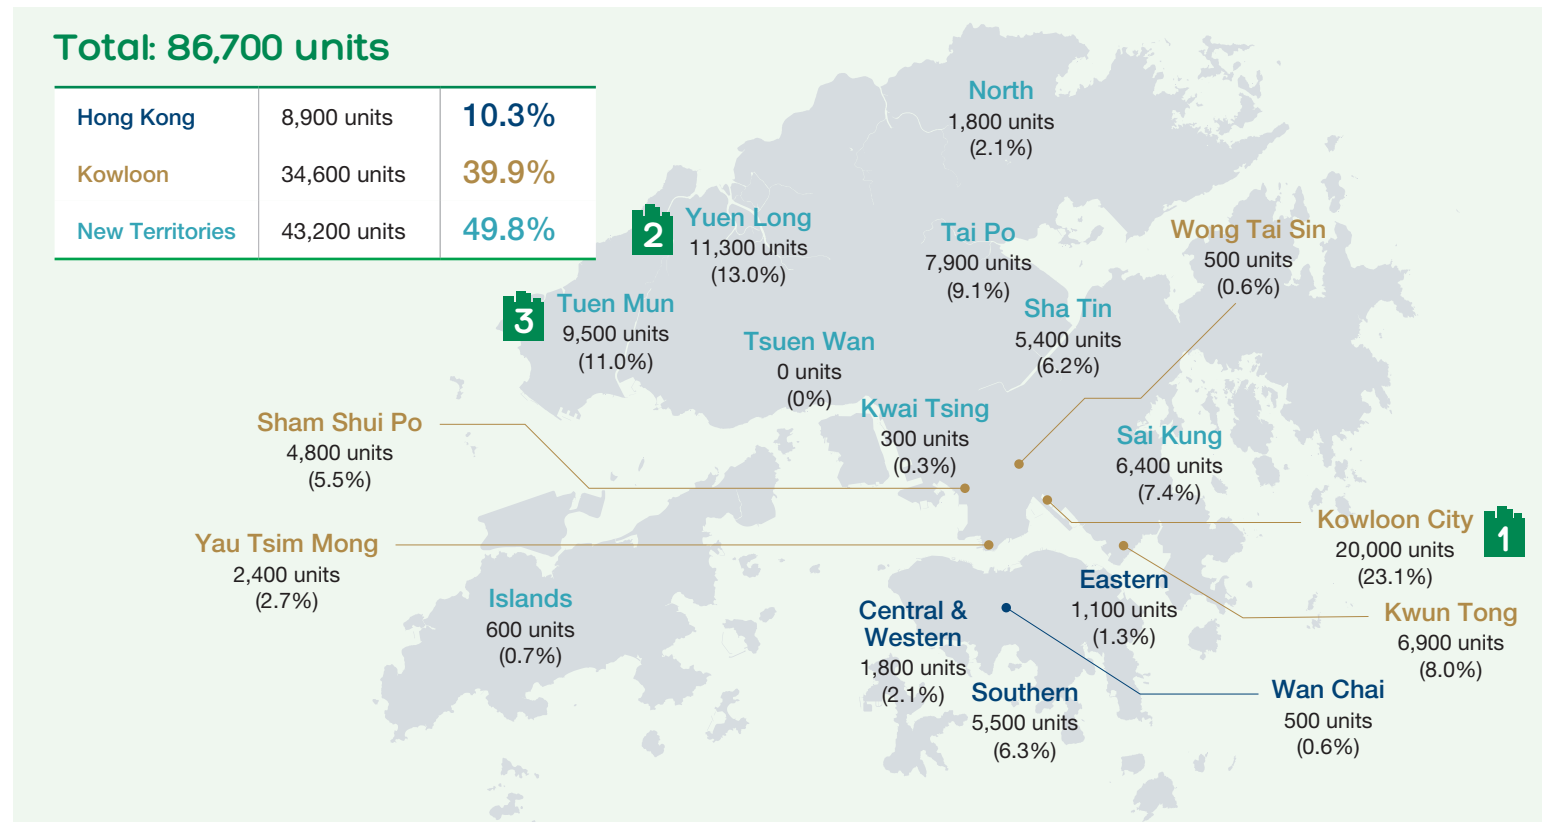 Total: 86,700 units
Hong Kong 8,900 units 10.3%
Kowloon 34,600 units 39.9%
New Territories 43,200 units 49.8%
North
1,800 units
(2.1%)
2
Yuen Long
11,300 units
(13.0%)
Tai Po
7,900 units
(9.1%)
Wong Tai Sin
500 units
(0.6%)
3
Tuen Mun
9,500 units
(11.0%)
Sha Tin
5,400 units
(6.2%)
Tsuen Wan
0 units
(0%)
Kwai Tsing
300 units
(0.3%)
Sham Shui Po
4,800 units
(5.5%)
Sai Kung
6,400 units
(7.4%)
Kowloon City
20,000 units
(23.1%)
1
Yau Tsim Mong
2,400 units
(2.7%)
Islands
600 units
(0.7%)
Eastern
1,100 units
(1.3%)
Central &
Western
1,800 units
(2.1%)
Kwun Tong
6,900 units
(8.0%)
Southern
5,500 units
(6.3%)
Wan Chai
500 units
(0.6%)